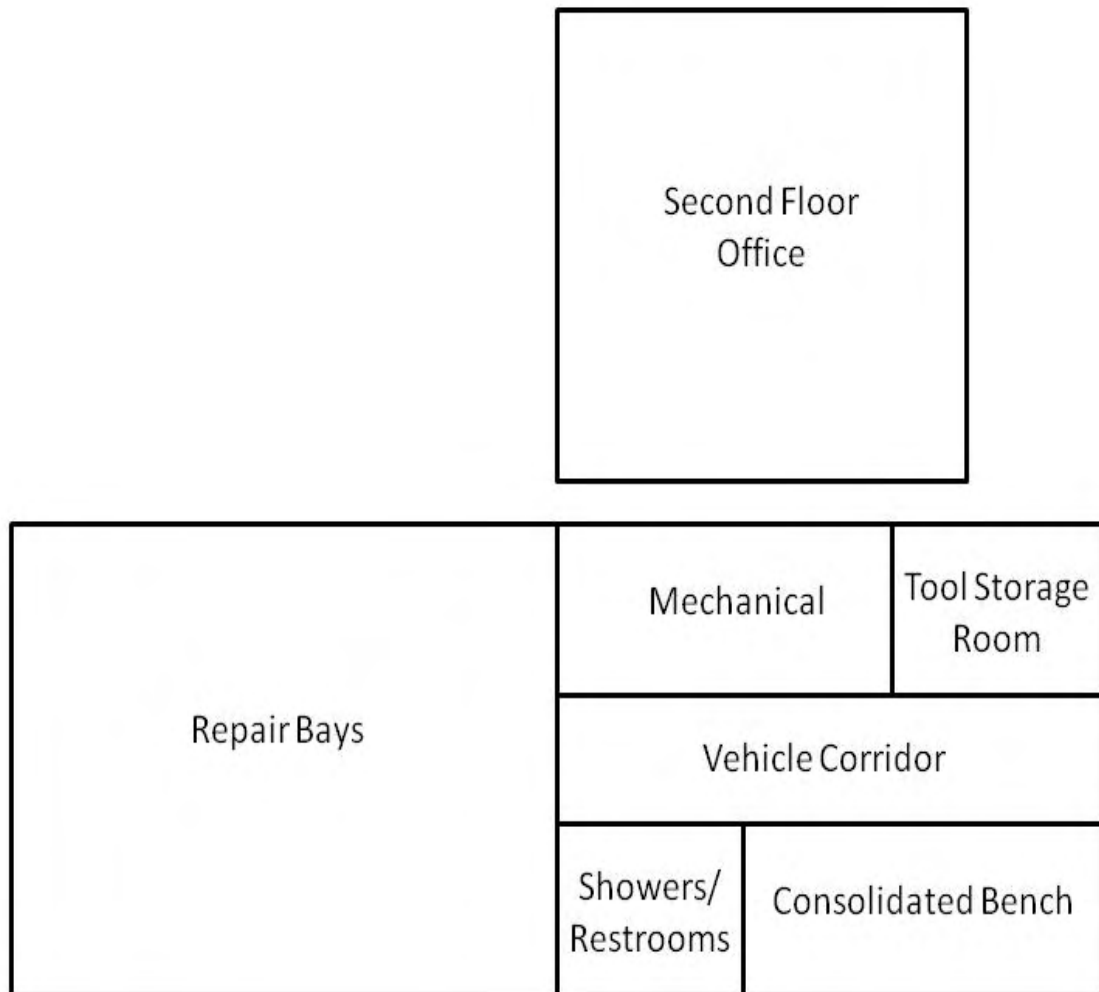 Second Floor
Office
Mechanical
Tool Storage
Room
Repair Bays
Vehicle Corridor
Showers/
Restrooms
Consolidated Bench